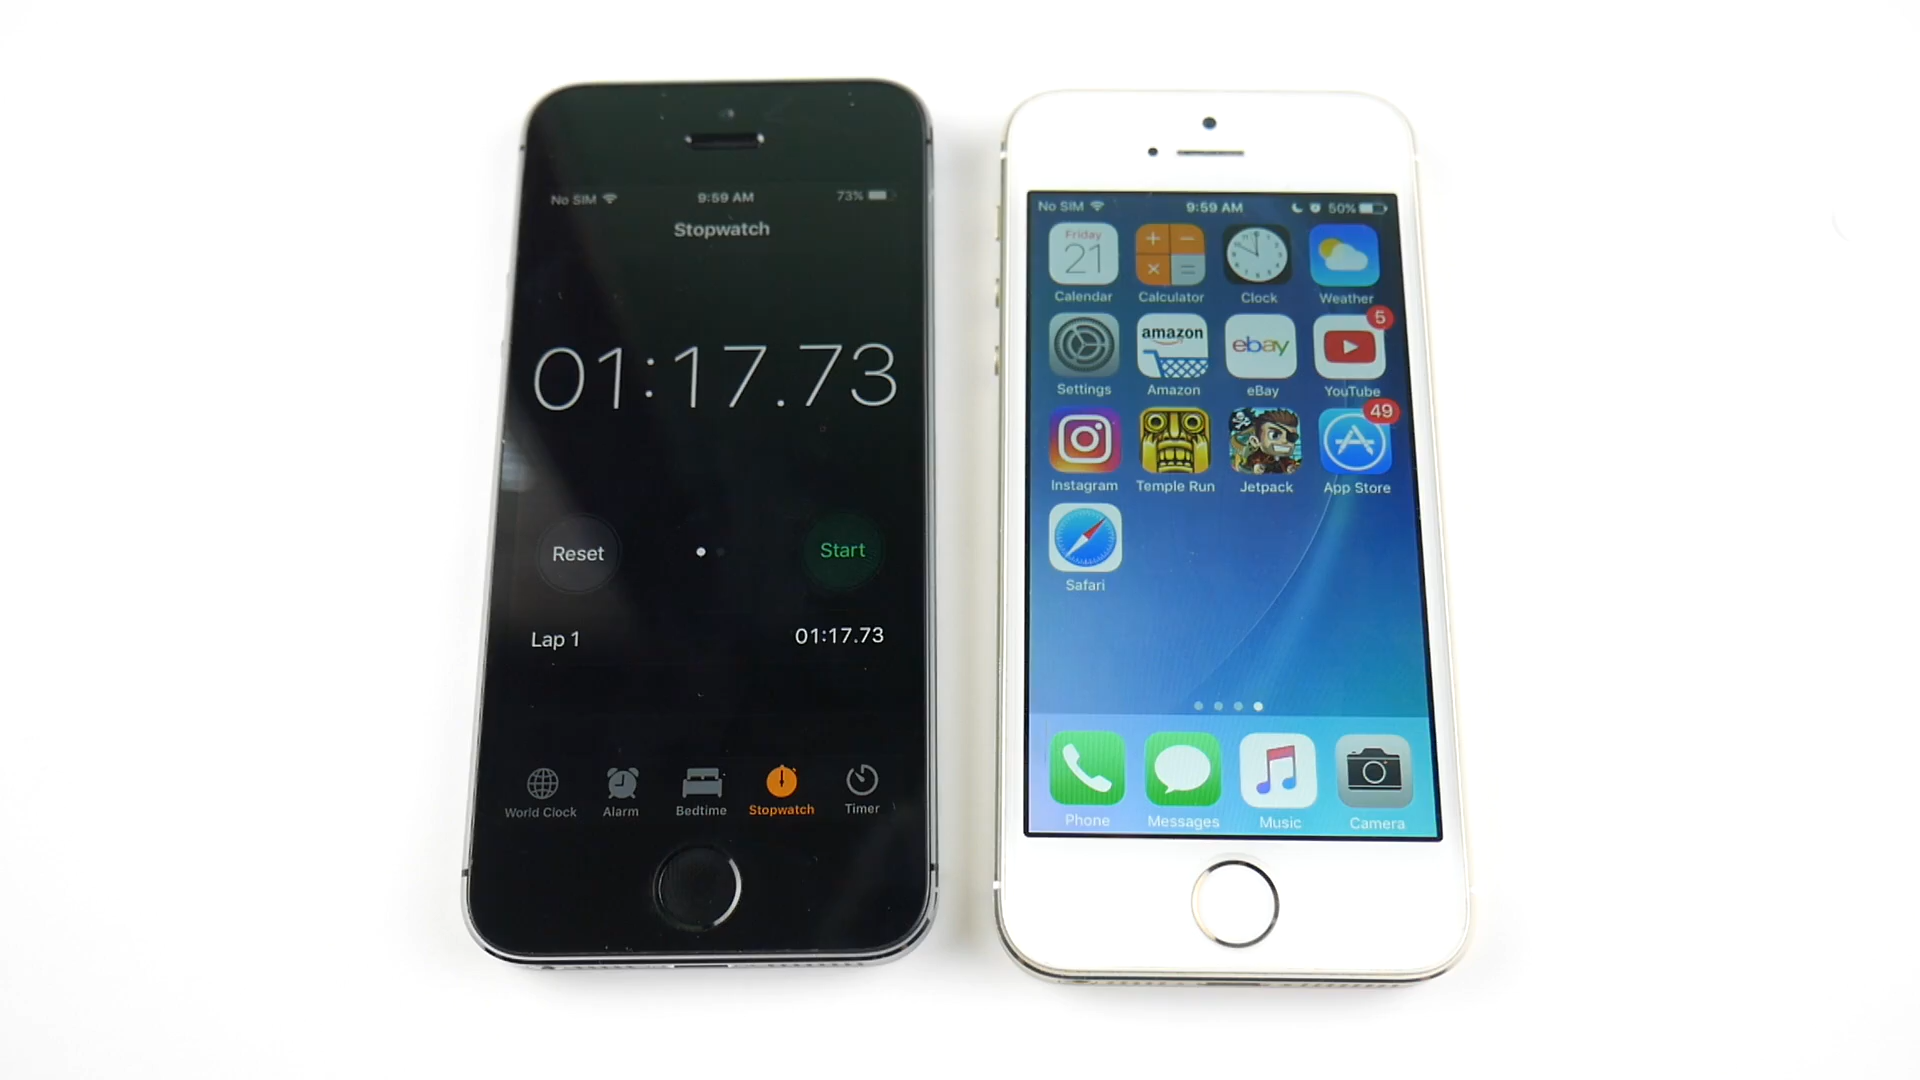 No SIM 9:59 AM 73%
Stopwatch
01:17.73
Reset Start
Lap 1 01:17.73
World Clock Alarm Bedtime Stopwatch Timer
No SIM 9:59 AM 50%
Friday
21
Calendar Calculator Clock Weather
amazon ebay 5
Settings Amazon eBay YouTube
49
Instagram Temple Run Jetpack App Store
Safari
Phone Messages Music Camera